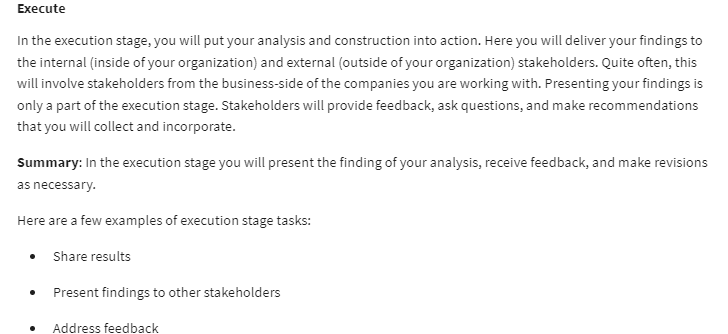 Execute
In the execution stage, you will put your analysis and construction into action. Here you will deliver your findings to
the internal (inside of your organization) and external (outside of your organization) stakeholders. Quite often, this
will involve stakeholders from the business-side of the companies you are working with. Presenting your findings is
only a part of the execution stage. Stakeholders will provide feedback, ask questions, and make recommendations
that you will collect and incorporate.
Summary: In the execution stage you will present the finding of your analysis, receive feedback, and make revisions
as necessary.
Here are a few examples of execution stage tasks:
• Share results
• Present findings to other stakeholders
• Address feedback